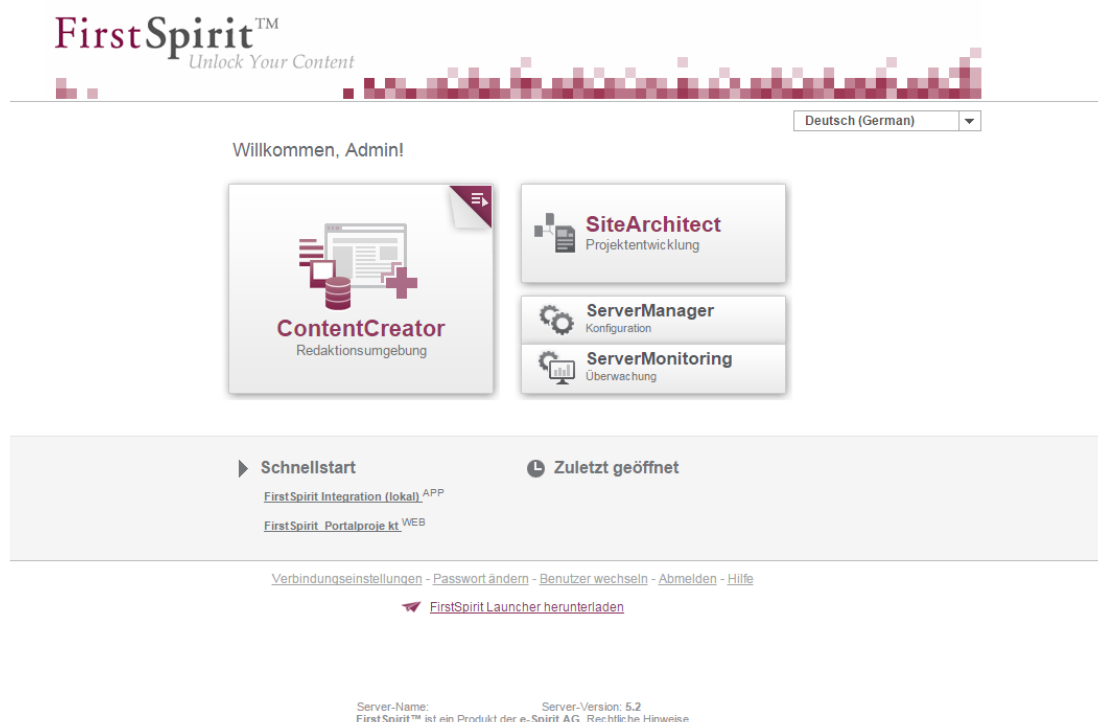 FirstSpirit™
Unlock Your Content
Deutsch (German)
Willkommen, Admin!
ContentCreator
Redaktionsumgebung
SiteArchitect
Projektentwicklung
ServerManager
Konfiguration
ServerMonitoring
Überwachung
Schnellstart
FirstSpirit Integration (lokal) APP
FirstSpirit Portalproje kt WEB
Zuletzt geöffnet
Verbindungseinstellungen - Passwort ändern - Benutzer wechseln - Abmelden - Hilfe
FirstSpirit Launcher herunterladen
Server-Name: Server-Version: 5.2
FirstSpirit™ ist ein Produkt der e-Spirit AG. Rechtliche Hinweise